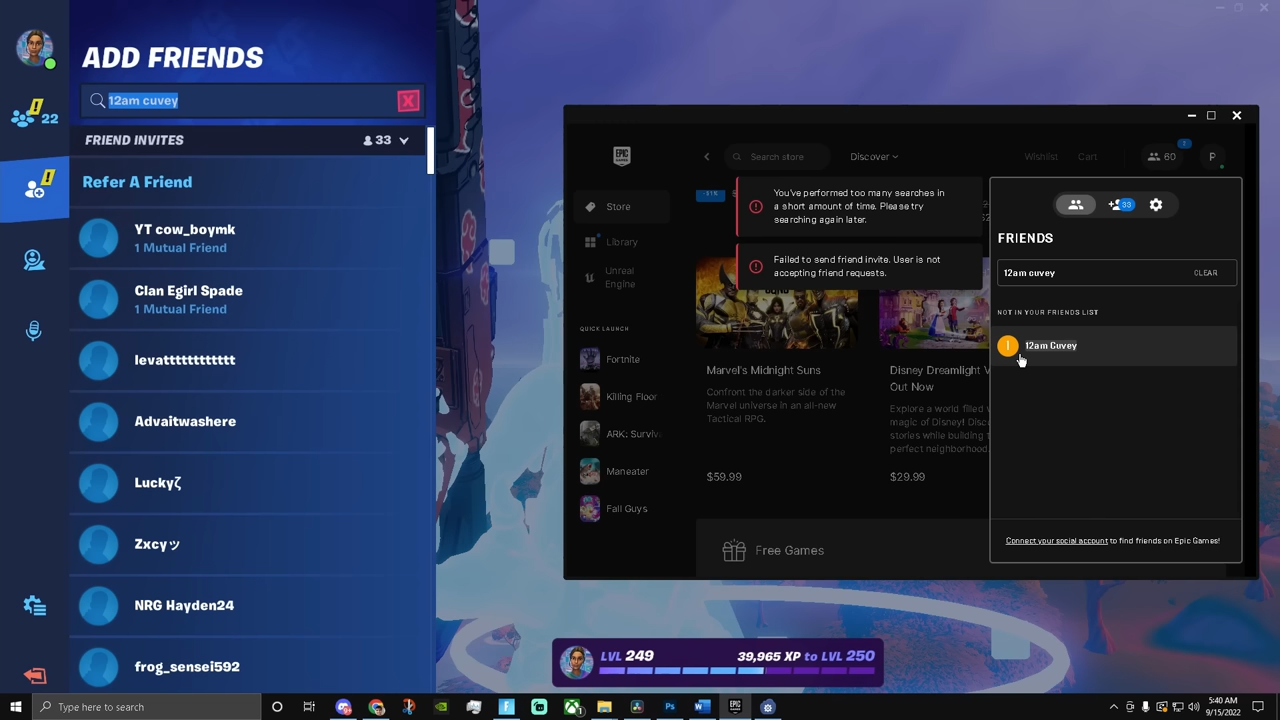 ADD FRIENDS
12am cuvey
22
FRIEND INVITES
33
Refer A Friend
YT cow_boymk
1 Mutual Friend
Clan Egirl Spade
1 Mutual Friend
levattttttttttt
Advaitwashere
Luckyζ
Zxcyッ
NRG Hayden24
frog_sensei592
EPIC
GAMES
Search store
Discover
Wishlist
Cart
60
P
Store
Library
Unreal
Engine
QUICK LAUNCH
Fortnite
Killing Floor
ARK: Surviv
Maneater
Fall Guys
You've performed too many searches in
a short amount of time. Please try
searching again later.
Failed to send friend invite. User is not
accepting friend requests.
Marvel's Midnight Suns
Confront the darker side of the
Marvel universe in an all-new
Tactical RPG.
$59.99
Disney Dreamlight V
Out Now
Explore a world filled
magic of Disney! Disc
stories while building
perfect neighborhood.
$29.99
Free Games
33
FRIENDS
12am cuvey
CLEAR
NOT IN YOUR FRIENDS LIST
12am Cuvey
Connect your social account to find friends on Epic Games!
LVL 249
39,965 XP to LVL 250
Type here to search
5:40 AM
9/15/2022